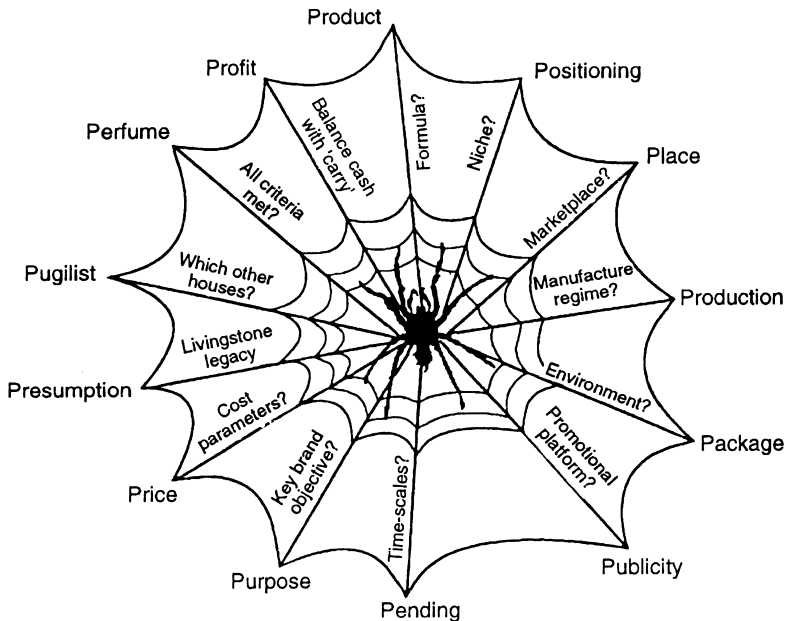 Product
Profit
Positioning
Perfume
Place
Balance cash
with 'carry'
Formula?
Niche?
All criteria
met?
Marketplace?
Pugilist
Which other
houses?
Manufacture
regime?
Production
Livingstone
legacy
Presumption
Cost
parameters?
Environment?
Package
Key brand
objective?
Time-scales?
Promotional
platform?
Price
Purpose
Pending
Publicity